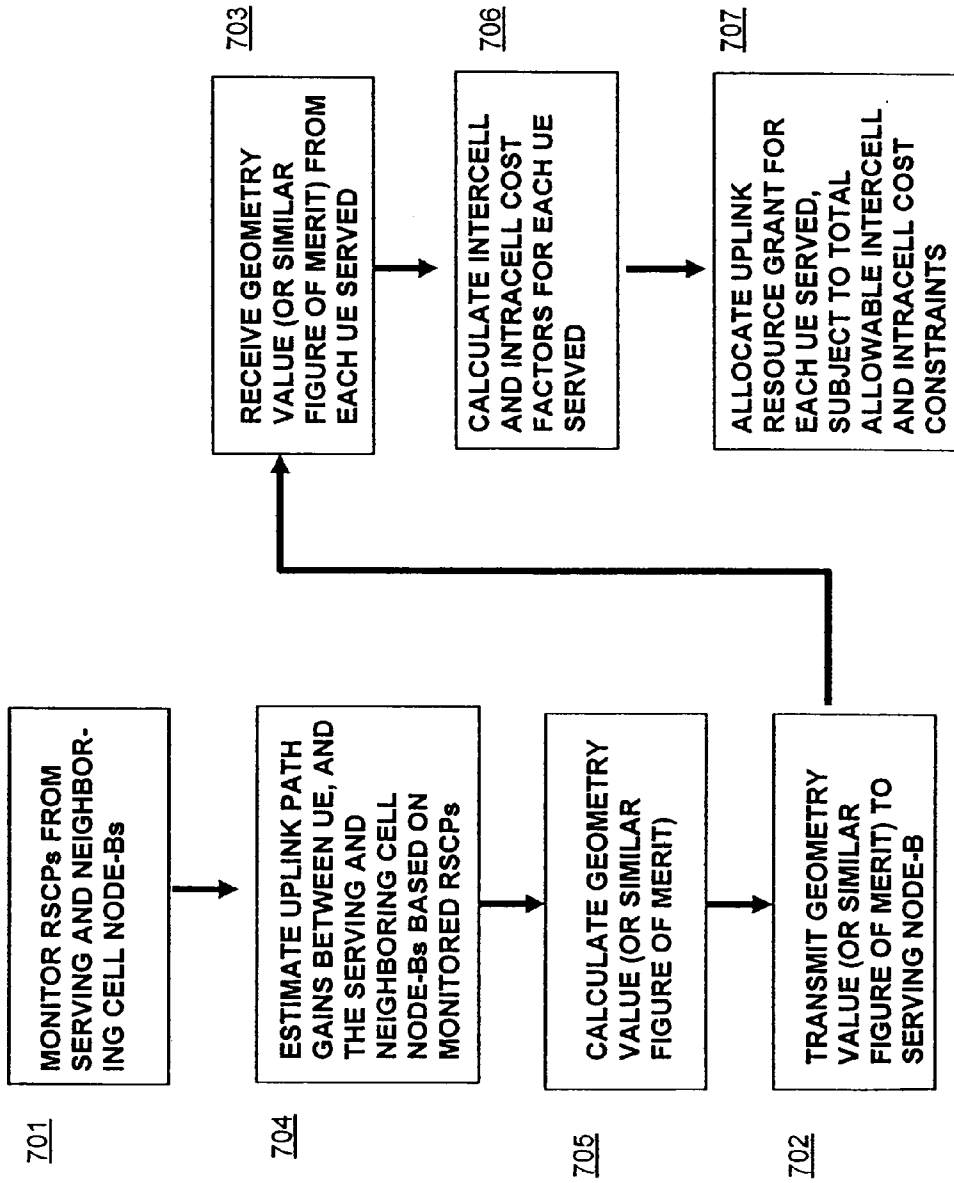 701
MONITOR RSCPs FROM
SERVING AND NEIGHBOR-
ING CELL NODE-Bs
704
ESTIMATE UPLINK PATH
GAINS BETWEEN UE, AND
THE SERVING AND
NEIGHBORING CELL
NODE-Bs BASED ON
MONITORED RSCPs
705
CALCULATE GEOMETRY
VALUE (OR SIMILAR
FIGURE OF MERIT)
702
TRANSMIT GEOMETRY
VALUE (OR SIMILAR
FIGURE OF MERIT) TO
SERVING NODE-B
703
RECEIVE GEOMETRY
VALUE (OR SIMILAR
FIGURE OF MERIT) FROM
EACH UE SERVED
706
CALCULATE INTERCELL
AND INTRACELL COST
FACTORS FOR EACH UE
SERVED
707
ALLOCATE UPLINK
RESOURCE GRANT FOR
EACH UE SERVED,
SUBJECT TO TOTAL
ALLOWABLE INTERCELL
AND INTRACELL COST
CONSTRAINTS